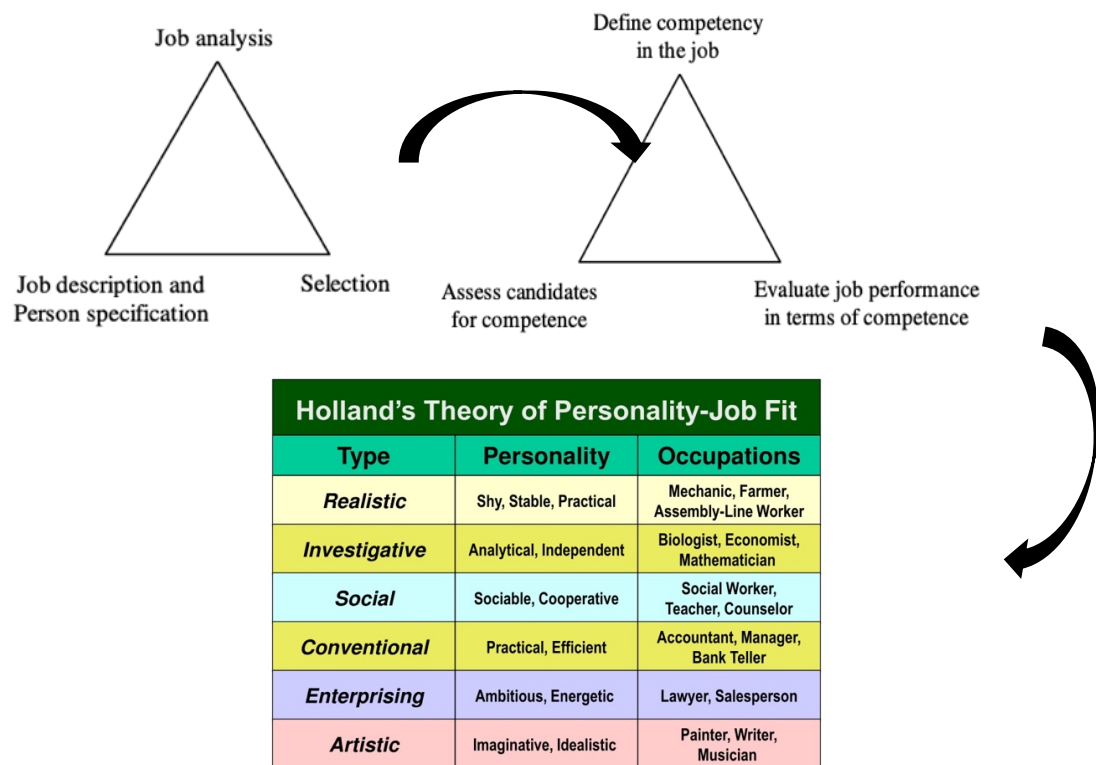 Job analysis
Job description and
Person specification
Selection
Define competency
in the job
Assess candidates
for competence
Evaluate job performance
in terms of competence
Holland's Theory of Personality-Job Fit
Type Personality Occupations
Realistic
Shy, Stable, Practical
Mechanic, Farmer,
Assembly-Line Worker
Investigative
Analytical, Independent
Biologist, Economist,
Mathematician
Social
Sociable, Cooperative
Social Worker,
Teacher, Counselor
Conventional
Practical, Efficient
Accountant, Manager,
Bank Teller
Enterprising
Ambitious, Energetic
Lawyer, Salesperson
Artistic
Imaginative, Idealistic
Painter, Writer,
Musician